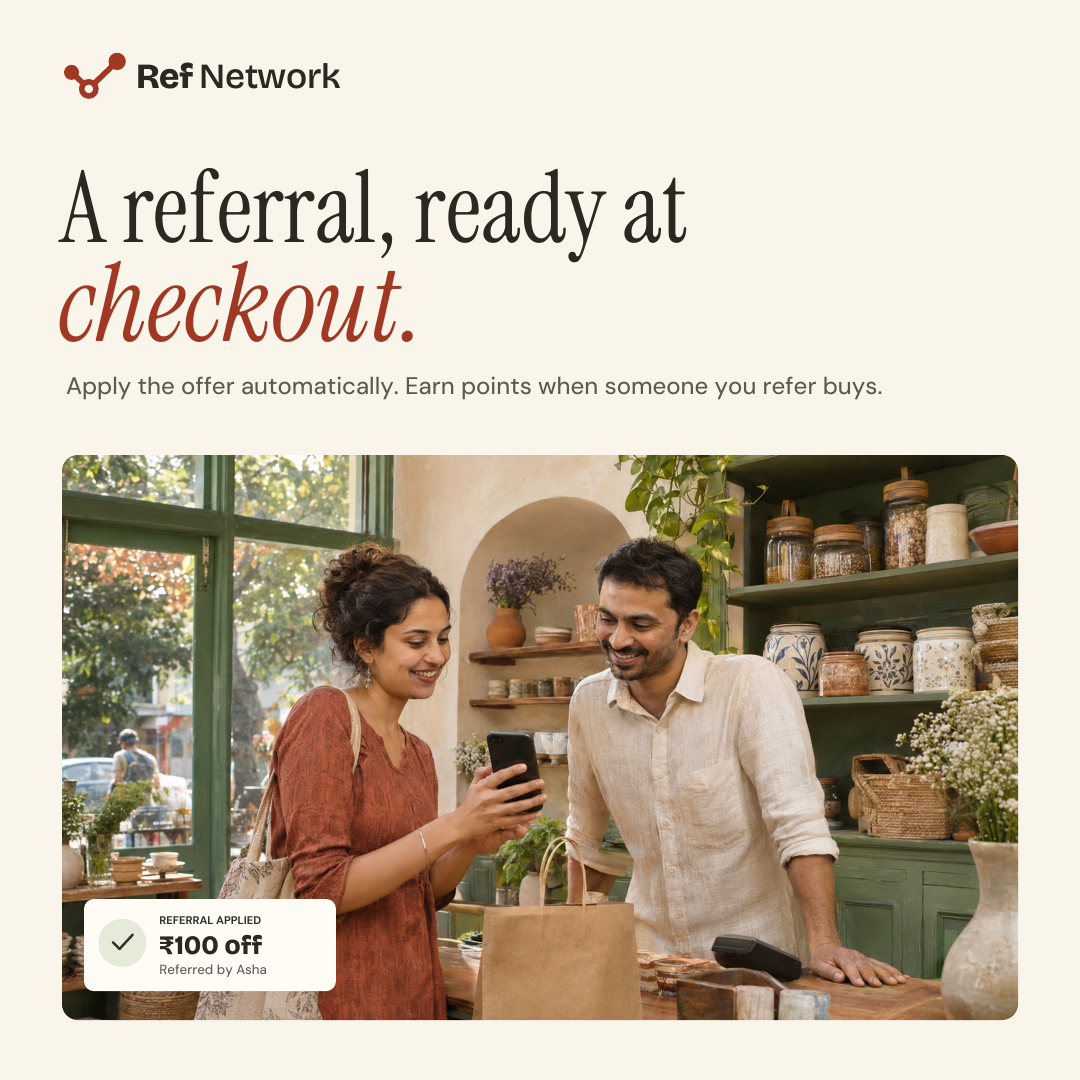 Ref Network
A referral, ready at
checkout.
Apply the offer automatically. Earn points when someone you refer buys.
REFERRAL APPLIED
₹100 off
Referred by Asha